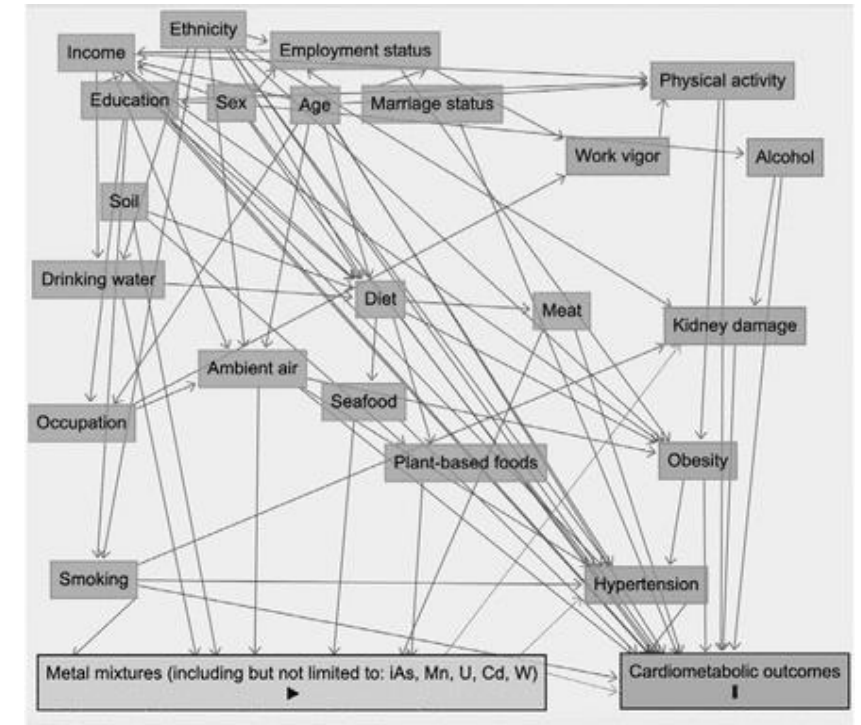 Ethnicity
Income
Employment status
Physical activity
Education
Sex
Age
Marriage status
Work vigor
Alcohol
Soil
Drinking water
Diet
Meat
Kidney damage
Ambient air
Seafood
Occupation
Plant-based foods
Obesity
Smoking
Hypertension
Metal mixtures (including but not limited to: iAs, Mn, U, Cd, W)
Cardiometabolic outcomes